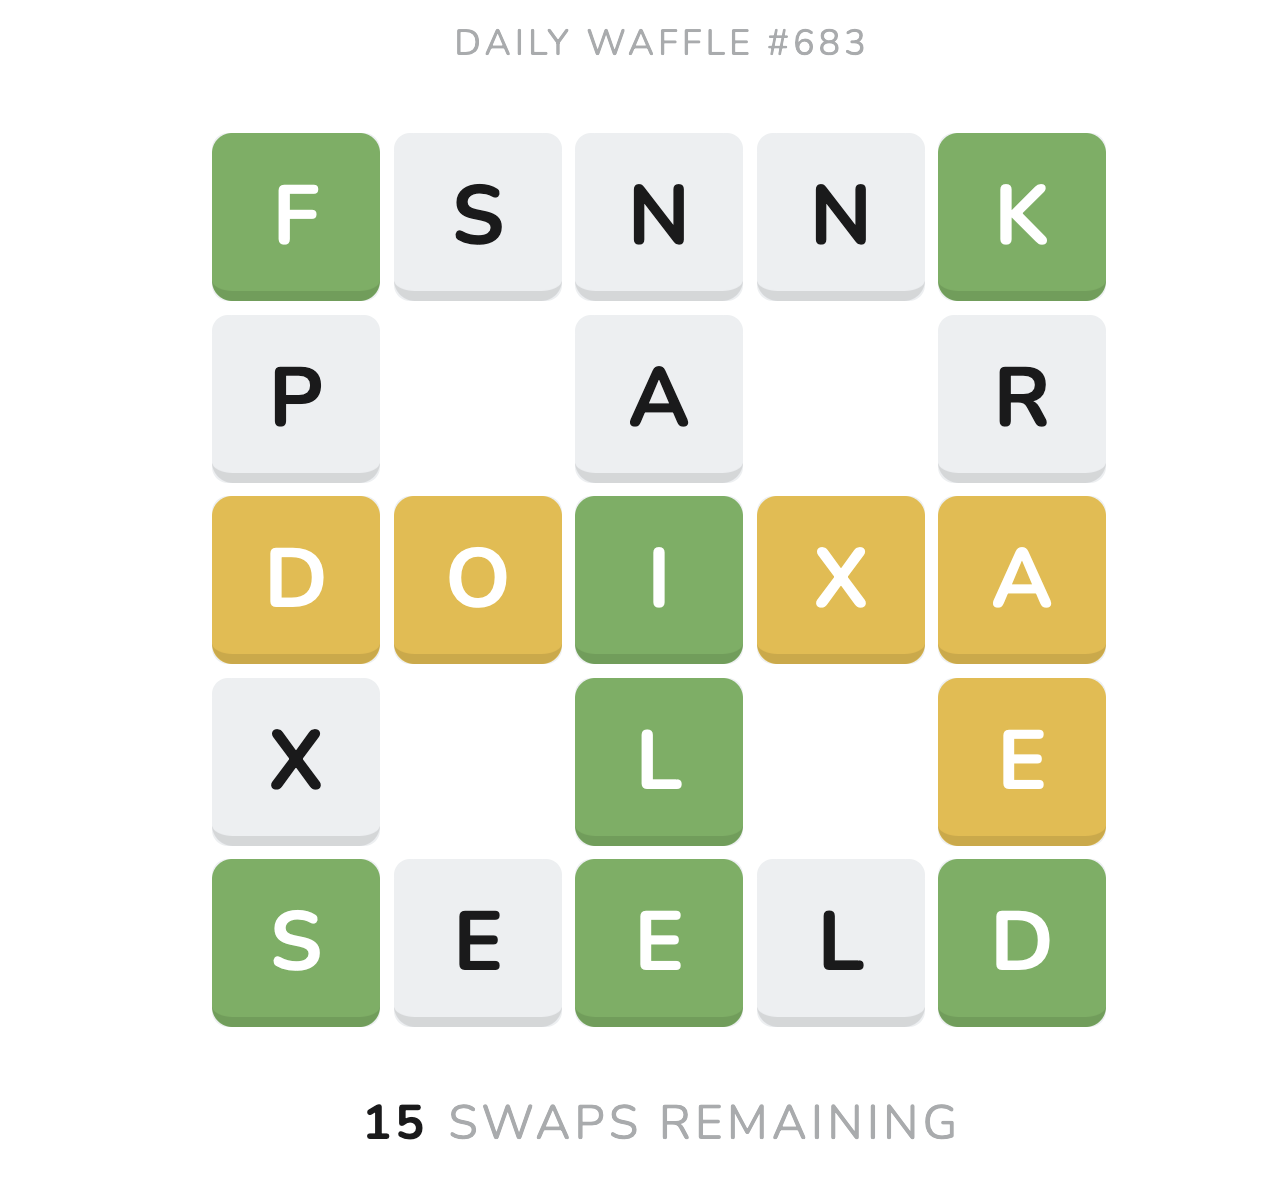 DAILY WAFFLE #683
F S N N K
P A R
D O I X A
X L E
S E E L D
15 SWAPS REMAINING